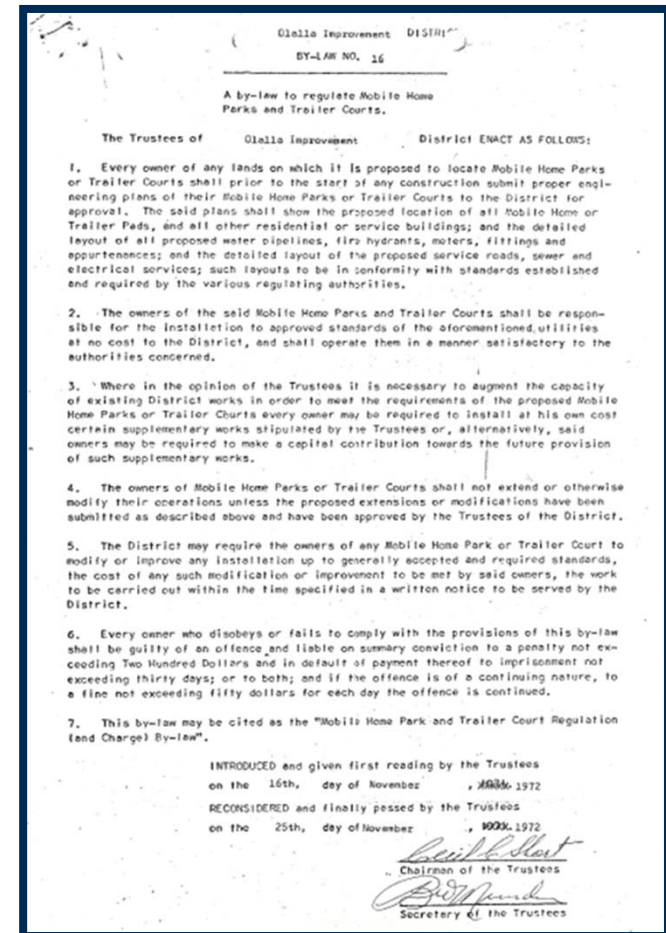 Olalla Improvement DISTRICT
BY-LAW NO. 16
A by-law to regulate Mobile Home
Parks and Trailer Courts.
The Trustees of Olalla Improvement District ENACT AS FOLLOWS:
1. Every owner of any lands on which it is proposed to locate Mobile Home Parks
or Trailer Courts shall prior to the start of any construction submit proper engi-
neering plans of their Mobile Home Parks or Trailer Courts to the District for
approval. The said plans shall show the proposed location of all Mobile Home or
Trailer Pads, and all other residential or service buildings; and the detailed
layout of all proposed water pipelines, fire hydrants, meters, fittings and
appurtenances; and the detailed layout of the proposed service roads, sewer and
electrical services; such layouts to be in conformity with standards established
and required by the various regulating authorities.
2. The owners of the said Mobile Home Parks and Trailer Courts shall be respon-
sible for the installation to approved standards of the aforementioned utilities
at no cost to the District, and shall operate them in a manner satisfactory to the
authorities concerned.
3. Where in the opinion of the Trustees it is necessary to augment the capacity
of existing District works in order to meet the requirements of the proposed Mobile
Home Parks or Trailer Courts every owner may be required to install at his own cost
certain supplementary works stipulated by the Trustees or, alternatively, said
owners may be required to make a capital contribution towards the future provision
of such supplementary works.
4. The owners of Mobile Home Parks or Trailer Courts shall not extend or otherwise
modify their operations unless the proposed extensions or modifications have been
submitted as described above and have been approved by the Trustees of the District.
5. The District may require the owners of any Mobile Home Park or Trailer Court to
modify or improve any installation up to generally accepted and required standards,
the cost of any such modification or improvement to be met by said owners, the work
to be carried out within the time specified in a written notice to be served by the
District.
6. Every owner who disobeys or fails to comply with the provisions of this by-law
shall be guilty of an offence and liable on summary conviction to a penalty not ex-
ceeding Two Hundred Dollars and in default of payment thereof to imprisonment not
exceeding thirty days; or to both; and if the offence is of a continuing nature, to
a fine not exceeding fifty dollars for each day the offence is continued.
7. This by-law may be cited as the "Mobile Home Park and Trailer Court Regulation
(and Charge) By-law".
INTRODUCED and given first reading by the Trustees
on the 16th, day of November , 1972
RECONSIDERED and finally passed by the Trustees
on the 25th, day of November , 1972
Chairman of the Trustees
Secretary of the Trustees